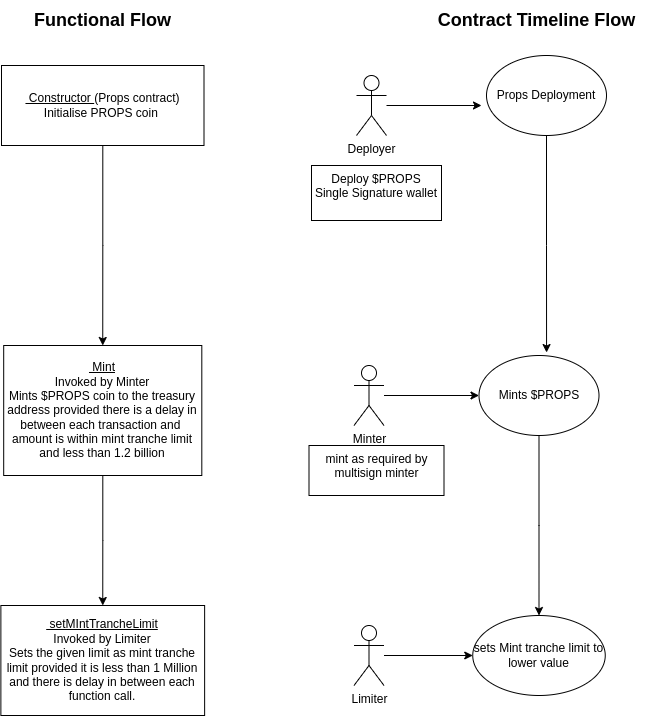 Functional Flow
Constructor (Props contract)
Initialise PROPS coin
Mint
Invoked by Minter
Mints $PROPS coin to the treasury
address provided there is a delay in
between each transaction and
amount is within mint tranche limit
and less than 1.2 billion
setMIntTrancheLimit
Invoked by Limiter
Sets the given limit as mint tranche
limit provided it is less than 1 Million
and there is delay in between each
function call.
Contract Timeline Flow
Deployer
Deploy $PROPS
Single Signature wallet
Props Deployment
Minter
mint as required by
multisign minter
Mints $PROPS
Limiter
sets Mint tranche limit to
lower value